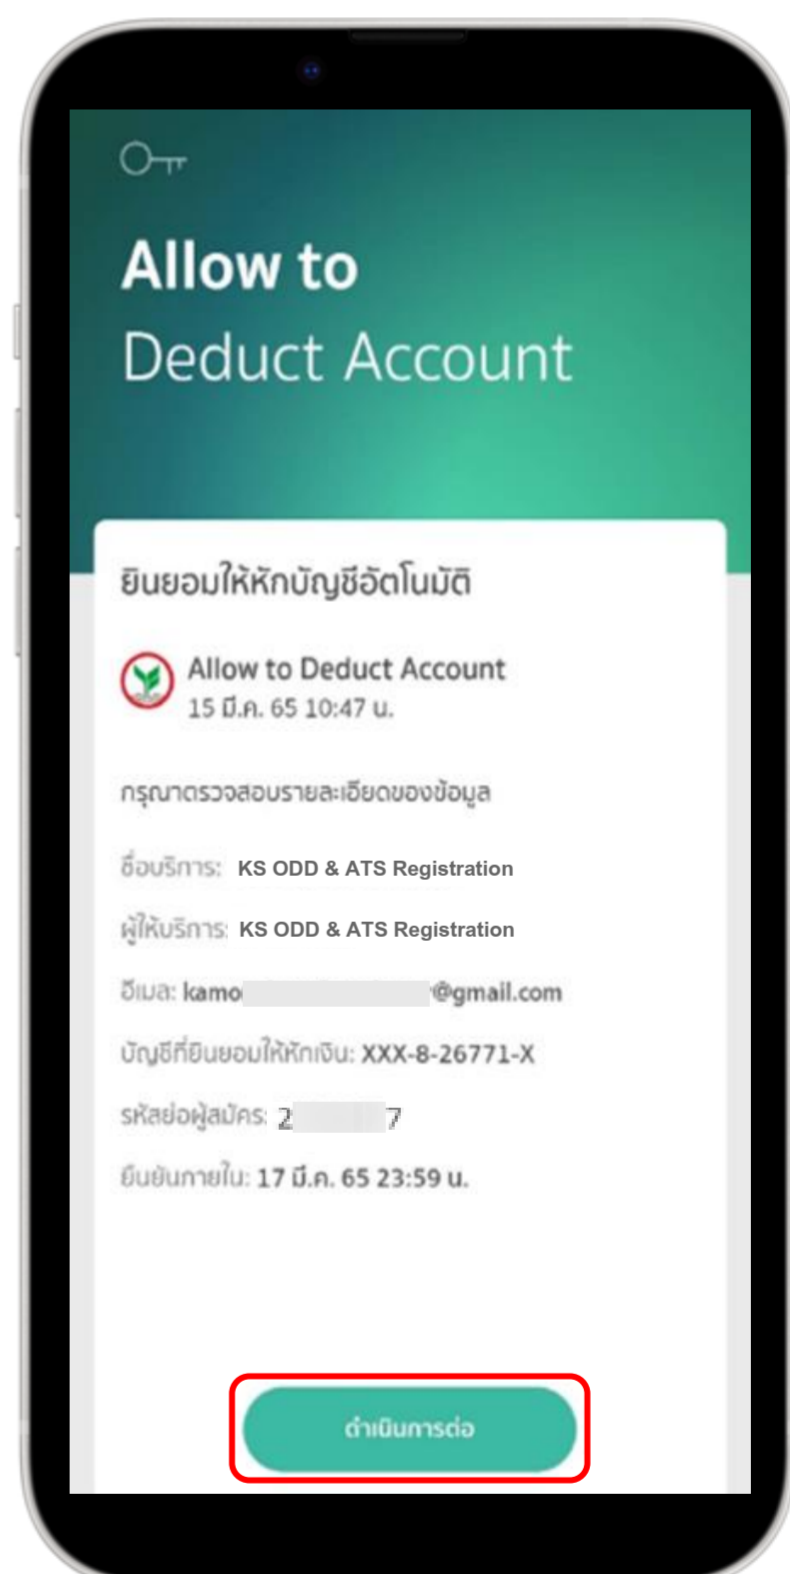 Allow to
Deduct Account
ยินยอมให้หักบัญชีอัตโนมัติ
Allow to Deduct Account
15 มี.ค. 65 10:47 น.
กรุณาตรวจสอบรายละเอียดของข้อมูล
ชื่อบริการ: KS ODD & ATS Registration
ผู้ให้บริการ: KS ODD & ATS Registration
อีเมล: kamo @gmail.com
บัญชีที่ยินยอมให้หักเงิน: XXX-8-26771-X
รหัสย่อผู้สมัคร: 2 7
ยืนยันภายใน: 17 มี.ค. 65 23:59 น.
ดำเนินการต่อ